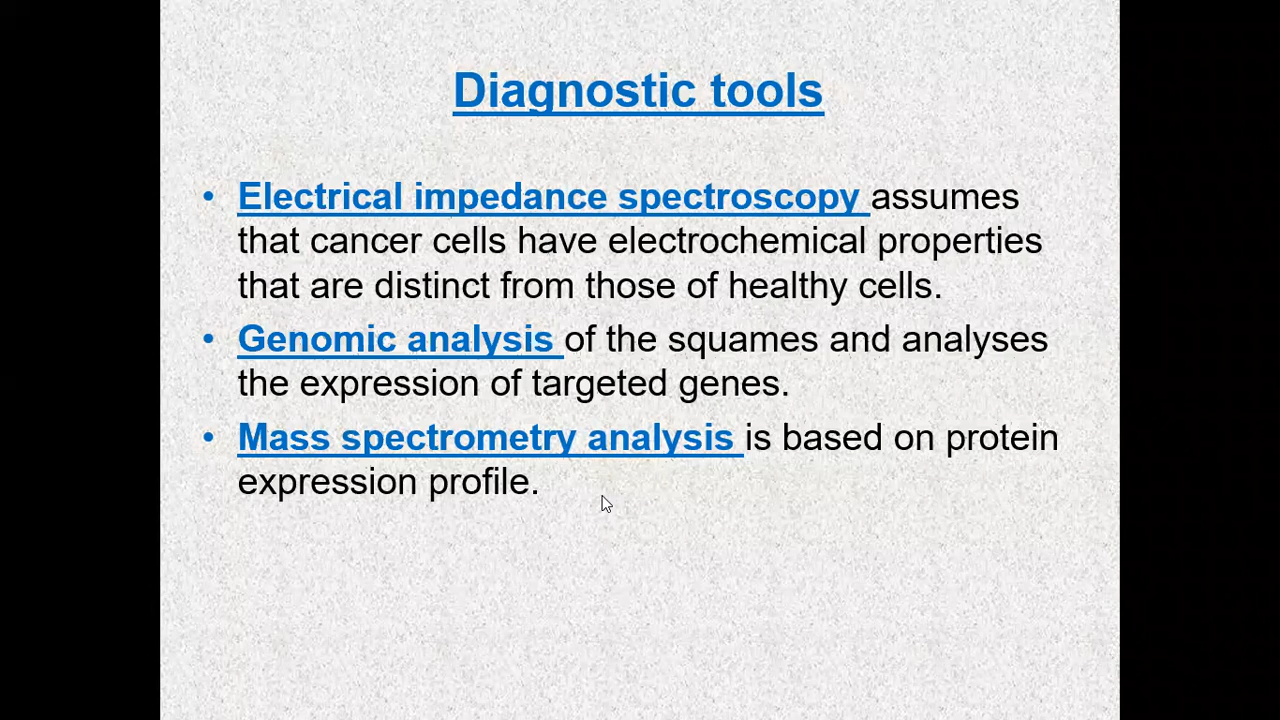 Diagnostic tools
• Electrical impedance spectroscopy assumes
that cancer cells have electrochemical properties
that are distinct from those of healthy cells.
• Genomic analysis of the squames and analyses
the expression of targeted genes.
• Mass spectrometry analysis is based on protein
expression profile.